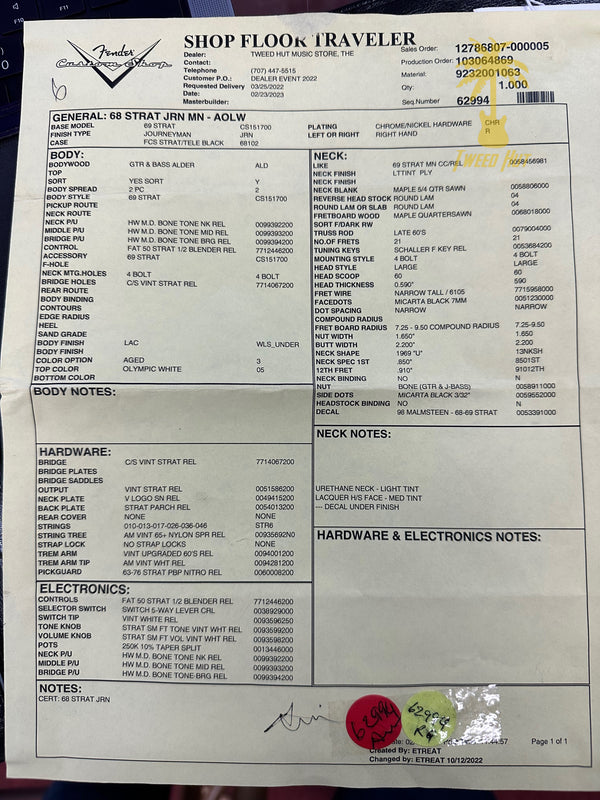 F10
F11
Fender
Custom Shop
SHOP FLOOR TRAVELER
Dealer: TWEED HUT MUSIC STORE, THE
Contact:
Telephone (707) 447-5515
Customer P.O.: DEALER EVENT 2022
Requested Delivery 03/25/2022
Date: 02/23/2023
Masterbuilder:
Sales Order: 12786807-000005
Production Order: 103064869
Material: 9232001063
Qty: 1.000
Seq.Number 62994
TWEED HUT
GENERAL: 68 STRAT JRN MN - AOLW
BASE MODEL 69 STRAT CS151700 PLATING CHROME/NICKEL HARDWARE CHR
FINISH TYPE JOURNEYMAN JRN LEFT OR RIGHT RIGHT HAND R
CASE FCS STRAT/TELE BLACK 68102
BODY:
BODYWOOD GTR & BASS ALDER ALD
TOP
SORT YES SORT Y
BODY SPREAD 2 PC 2
BODY STYLE 69 STRAT CS151700
PICKUP ROUTE
NECK ROUTE
NECK P/U HW M.D. BONE TONE NK REL 0099392200
MIDDLE P/U HW M.D. BONE TONE MID REL 0099393200
BRIDGE P/U HW M.D. BONE TONE BRG REL 0099394200
CONTROL FAT 50 STRAT 1/2 BLENDER REL 7712446200
ACCESSORY 69 STRAT CS151700
F-HOLE
NECK MTG.HOLES 4 BOLT 4 BOLT
BRIDGE HOLES C/S VINT STRAT REL 7714067200
REAR ROUTE
BODY BINDING
CONTOURS
EDGE RADIUS
HEEL
SAND GRADE
BODY FINISH LAC WLS_UNDER
BODY FINISH
COLOR OPTION AGED 3
TOP COLOR OLYMPIC WHITE 05
BOTTOM COLOR
BODY NOTES:
HARDWARE:
BRIDGE C/S VINT STRAT REL 7714067200
BRIDGE PLATES
BRIDGE SADDLES
OUTPUT VINT STRAT REL 0051586200
NECK PLATE V LOGO SN REL 0049415200
BACK PLATE STRAT PARCH REL 0054013200
REAR COVER NONE NONE
STRINGS 010-013-017-026-036-046 STR6
STRING TREE AM VINT 65+ NYLON SPR REL 00935692N0
STRAP LOCK NO STRAP LOCKS NONE
TREM ARM VINT UPGRADED 60'S REL 0094001200
TREM ARM TIP AM VINT WHT REL 0094281200
PICKGUARD 63-76 STRAT PBP NITRO REL 0060008200
ELECTRONICS:
CONTROLS FAT 50 STRAT 1/2 BLENDER REL 7712446200
SELECTOR SWITCH SWITCH 5-WAY LEVER CRL 0038929000
SWITCH TIP VINT WHITE REL 0093596250
TONE KNOB STRAT SM FT TONE VINT WHT REL 0093599200
VOLUME KNOB STRAT SM FT VOL VINT WHT REL 0093598200
POTS 250K 10% TAPER SPLIT 0013446000
NECK P/U HW M.D. BONE TONE NK REL 0099392200
MIDDLE P/U HW M.D. BONE TONE MID REL 0099393200
BRIDGE P/U HW M.D. BONE TONE BRG REL 0099394200
NECK:
LIKE 69 STRAT MN CC/REL 0058456981
NECK FINISH LTTINT PLY
NECK FINISH
NECK BLANK MAPLE 5/4 QTR SAWN 0058806000
REVERSE HEAD STOCK ROUND LAM 04
ROUND LAM OR SLAB ROUND LAM 04
FRETBOARD WOOD MAPLE QUARTERSAWN 0068018000
SORT F/DARK RW
TRUSS ROD LATE 60'S 0079004000
NO.OF FRETS 21 21
TUNING KEYS SCHALLER F KEY REL 0053684200
MOUNTING STYLE 4 BOLT 4 BOLT
HEAD STYLE LARGE LARGE
HEAD SCOOP 60 60
HEAD THICKNESS 0.590" 590
FRET WIRE NARROW TALL / 6105 7715958000
FACEDOTS MICARTA BLACK 7MM 0051230000
DOT SPACING NARROW NARROW
COMPOUND RADIUS
FRET BOARD RADIUS 7.25 - 9.50 COMPOUND RADIUS 7.25-9.50
NUT WIDTH 1.650" 1.650
BUTT WIDTH 2.200" 2.200
NECK SHAPE 1969 "U" 13NKSH
NECK SPEC 1ST .850" 8501ST
12TH FRET .910" 91012TH
NECK BINDING NO N
NUT BONE (GTR & J-BASS) 0058911000
SIDE DOTS MICARTA BLACK 3/32" 0059552000
HEADSTOCK BINDING NO N
DECAL 98 MALMSTEEN - 68-69 STRAT 0053391000
NECK NOTES:
URETHANE NECK - LIGHT TINT
LACQUER H/S FACE - MED TINT
--- DECAL UNDER FINISH
HARDWARE & ELECTRONICS NOTES:
NOTES:
CERT: 68 STRAT JRN
62994
62994
Page 1 of 1
Created By: ETREAT
Changed by: ETREAT 10/12/2022